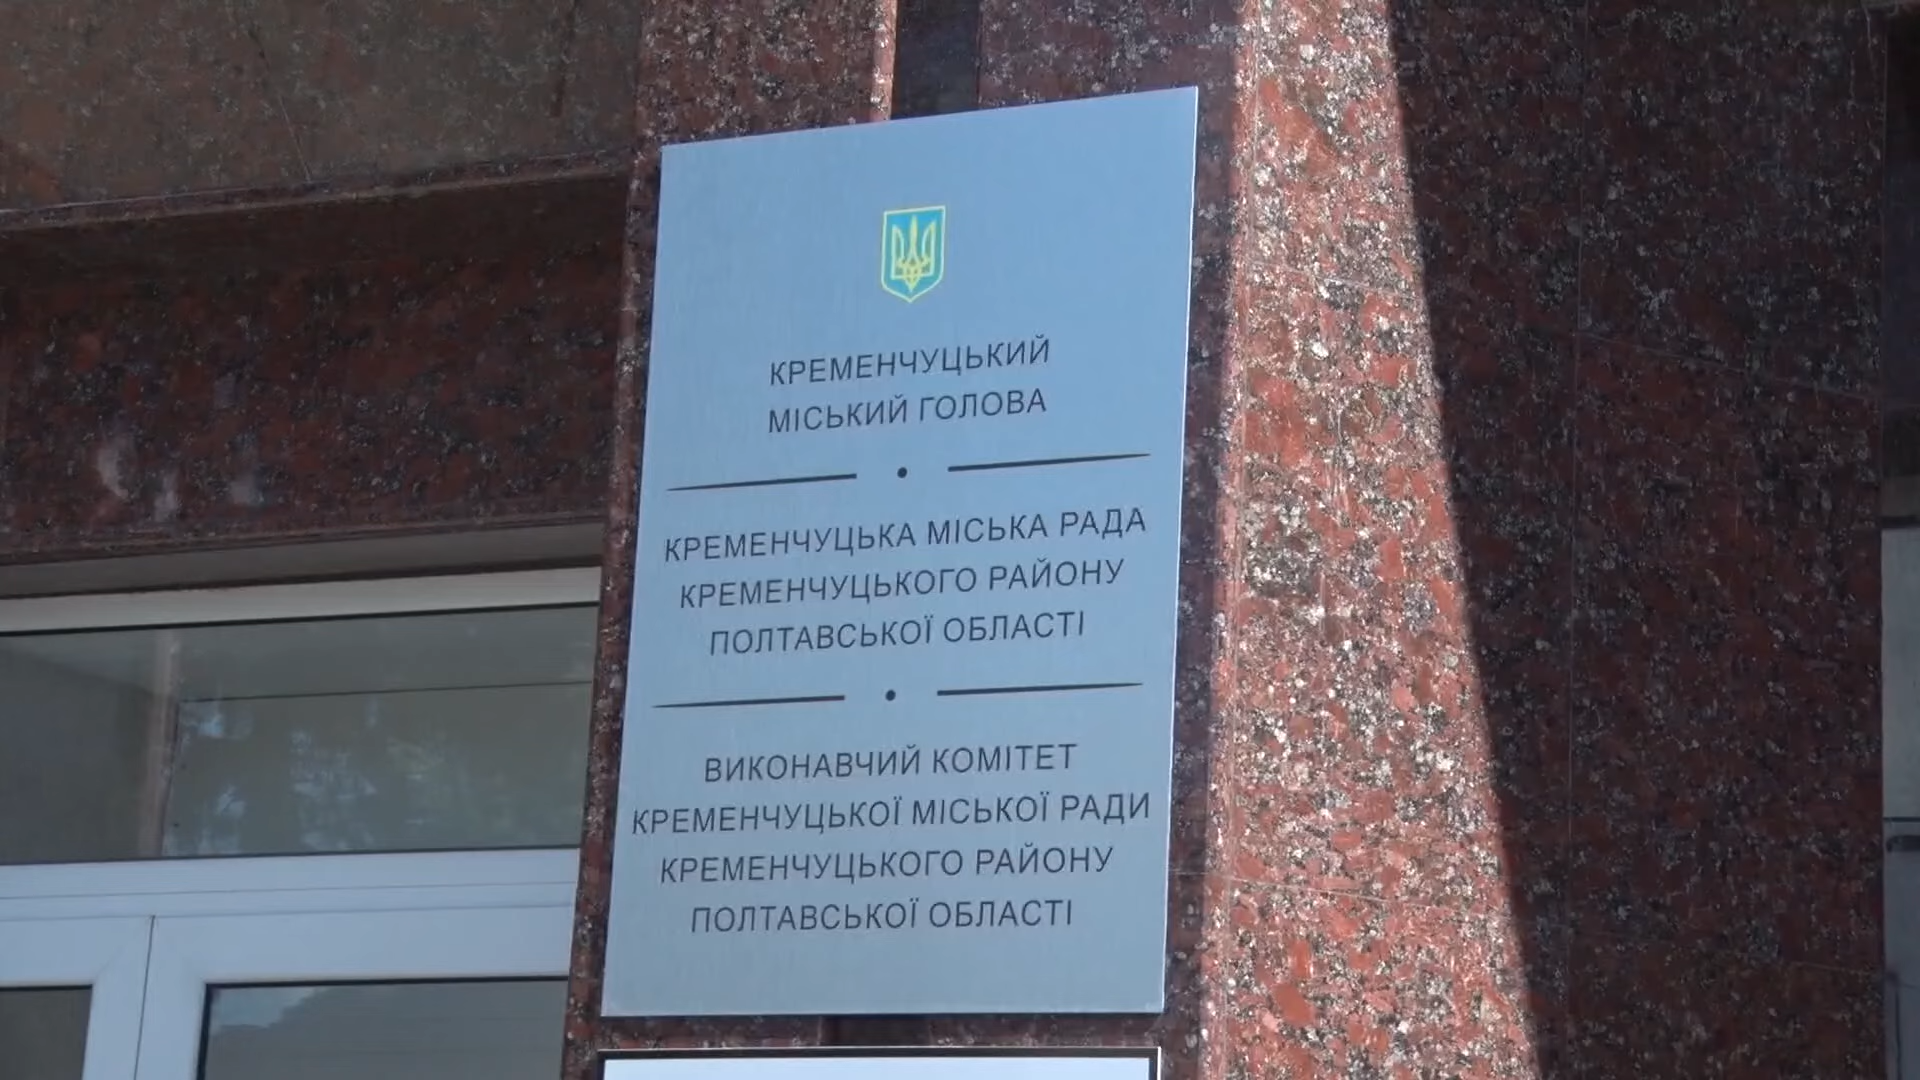 КРЕМЕНЧУЦЬКИЙ
МІСЬКИЙ ГОЛОВА
КРЕМЕНЧУЦЬКА МІСЬКА РАДА
КРЕМЕНЧУЦЬКОГО РАЙОНУ
ПОЛТАВСЬКОЇ ОБЛАСТІ
ВИКОНАВЧИЙ КОМІТЕТ
КРЕМЕНЧУЦЬКОЇ МІСЬКОЇ РАДИ
КРЕМЕНЧУЦЬКОГО РАЙОНУ
ПОЛТАВСЬКОЇ ОБЛАСТІ